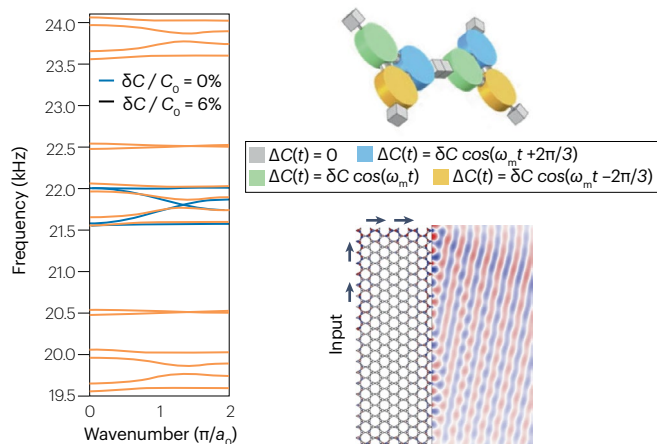 24.0
23.5
23.0
22.5
22.0
21.5
21.0
20.5
20.0
19.5
Frequency (kHz)
δC / C₀ = 0%
δC / C₀ = 6%
0
1
2
Wavenumber (π/a₀)
ΔC(t) = 0
ΔC(t) = δC cos(ωₘt +2π/3)
ΔC(t) = δC cos(ωₘt)
ΔC(t) = δC cos(ωₘt −2π/3)
Input